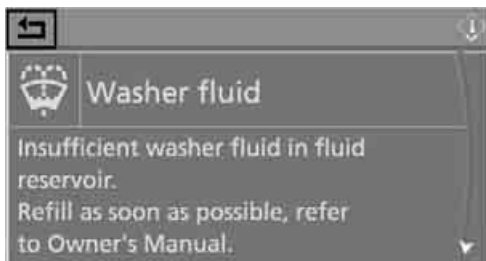 Washer fluid
Insufficient washer fluid in fluid
reservoir.
Refill as soon as possible, refer
to Owner's Manual.